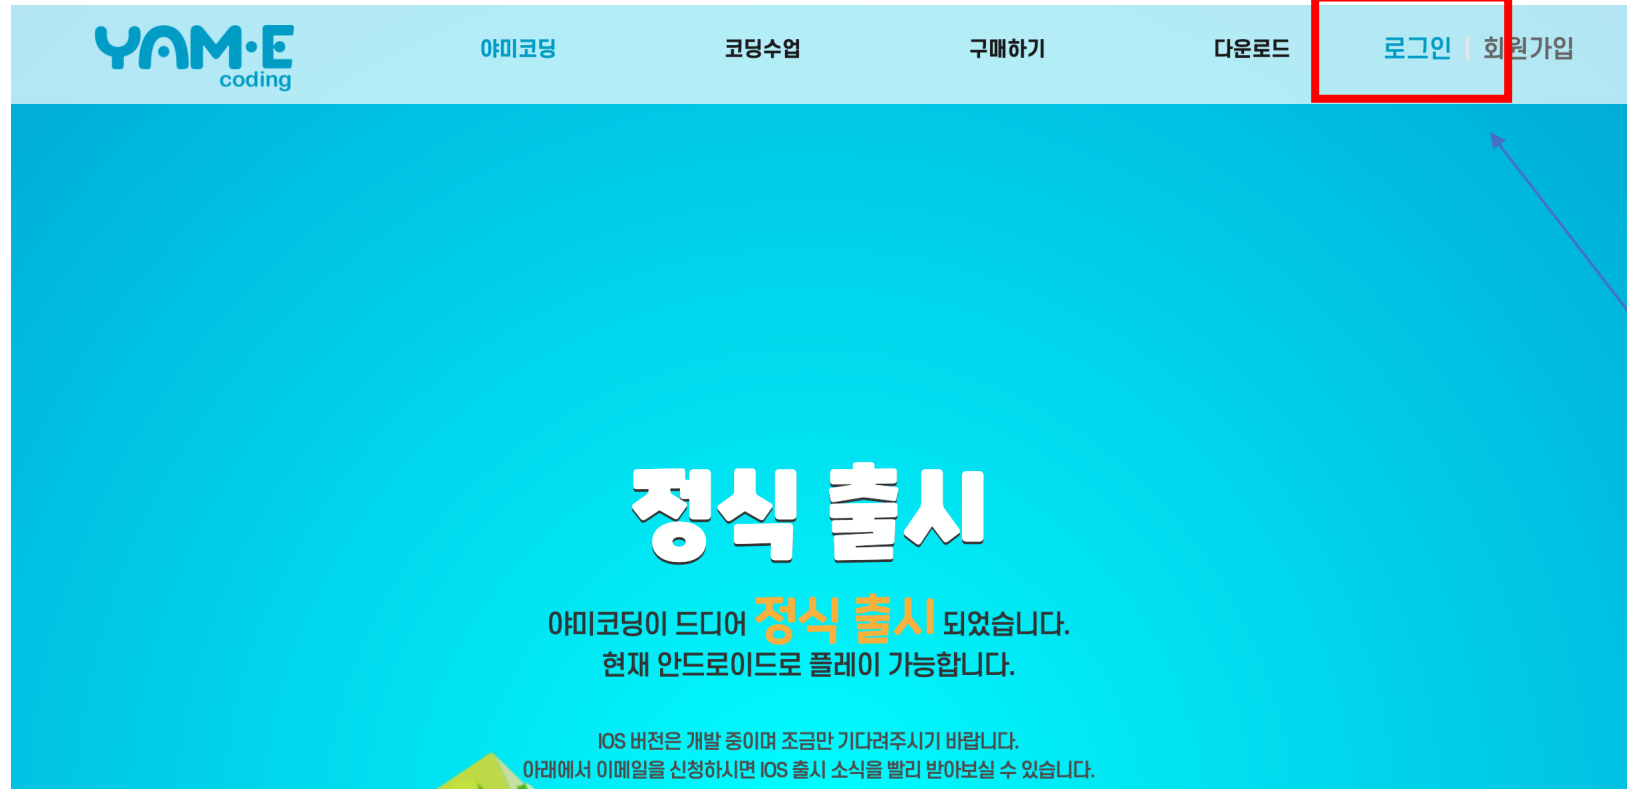 YAM·E
coding
야미코딩 코딩수업 구매하기 다운로드 로그인 | 회원가입
정식 출시
야미코딩이 드디어 정식 출시 되었습니다.
현재 안드로이드로 플레이 가능합니다.
IOS 버전은 개발 중이며 조금만 기다려주시기 바랍니다.
아래에서 이메일을 신청하시면 IOS 출시 소식을 빨리 받아보실 수 있습니다.